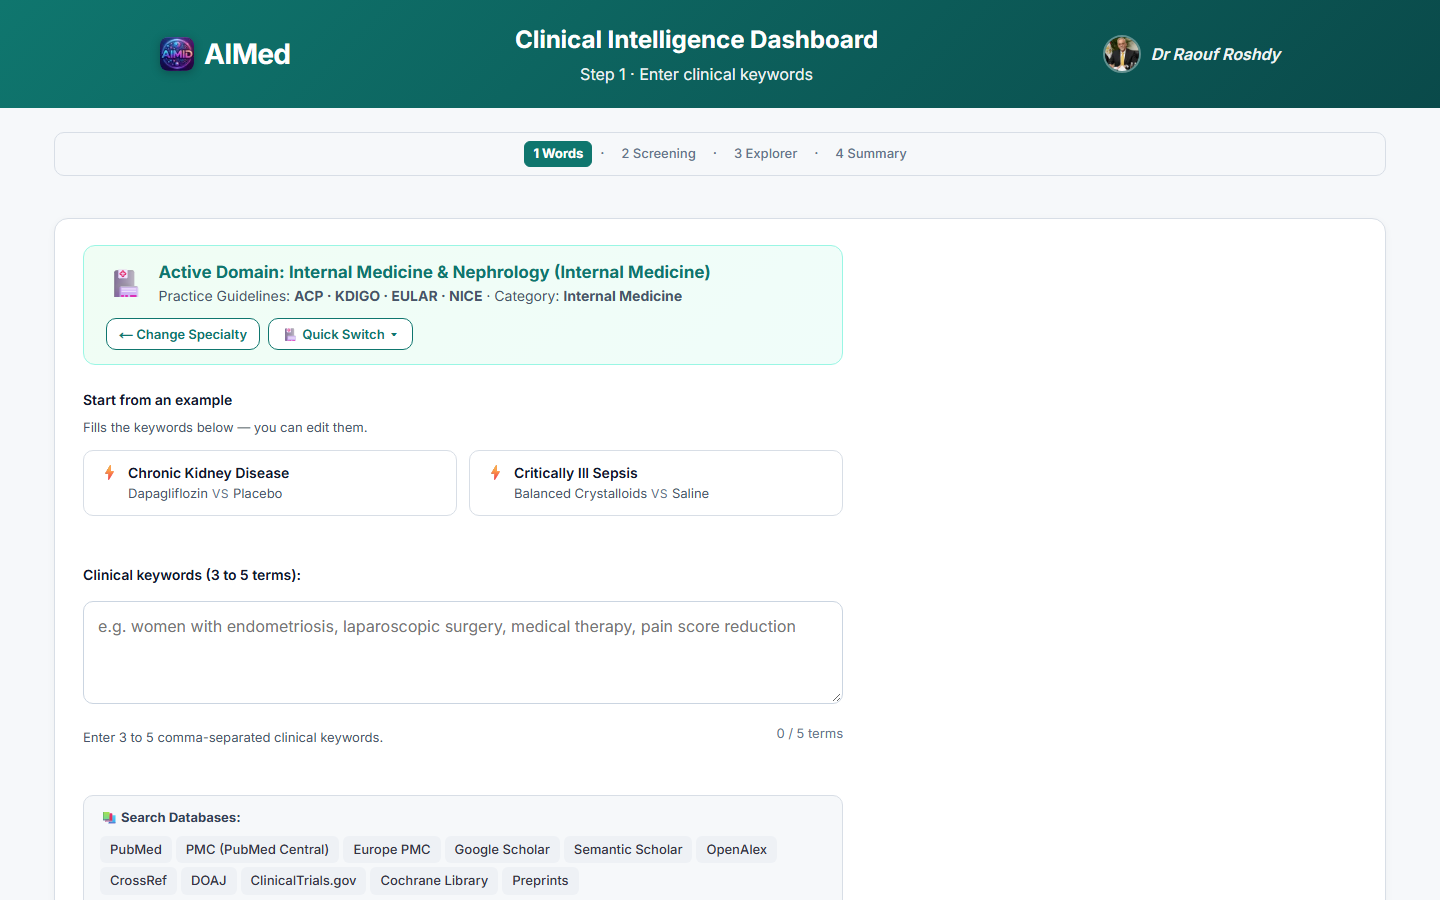 AIMID
AIMed
Clinical Intelligence Dashboard
Step 1 · Enter clinical keywords
Dr Raouf Roshdy
1 Words · 2 Screening · 3 Explorer · 4 Summary
Active Domain: Internal Medicine & Nephrology (Internal Medicine)
Practice Guidelines: ACP · KDIGO · EULAR · NICE · Category: Internal Medicine
← Change Specialty
Quick Switch
Start from an example
Fills the keywords below — you can edit them.
Chronic Kidney Disease
Dapagliflozin VS Placebo
Critically Ill Sepsis
Balanced Crystalloids VS Saline
Clinical keywords (3 to 5 terms):
e.g. women with endometriosis, laparoscopic surgery, medical therapy, pain score reduction
Enter 3 to 5 comma-separated clinical keywords.
0 / 5 terms
Search Databases:
PubMed
PMC (PubMed Central)
Europe PMC
Google Scholar
Semantic Scholar
OpenAlex
CrossRef
DOAJ
ClinicalTrials.gov
Cochrane Library
Preprints